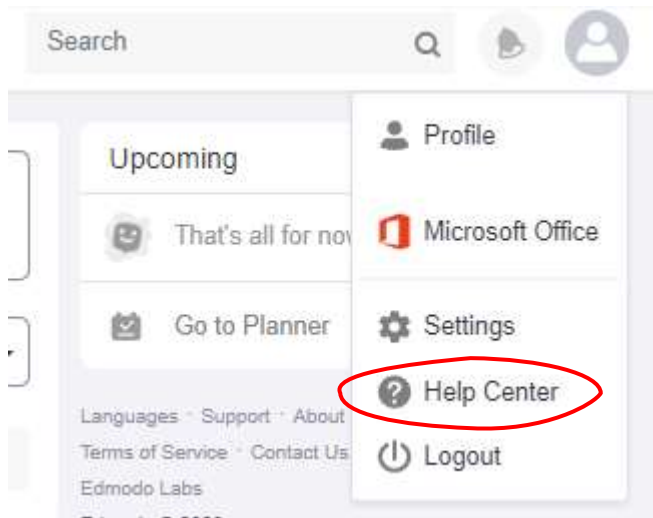 Search
Upcoming
That's all for now
Go to Planner
Languages · Support · About
Terms of Service · Contact Us
Edmodo Labs
Profile
Microsoft Office
Settings
Help Center
Logout